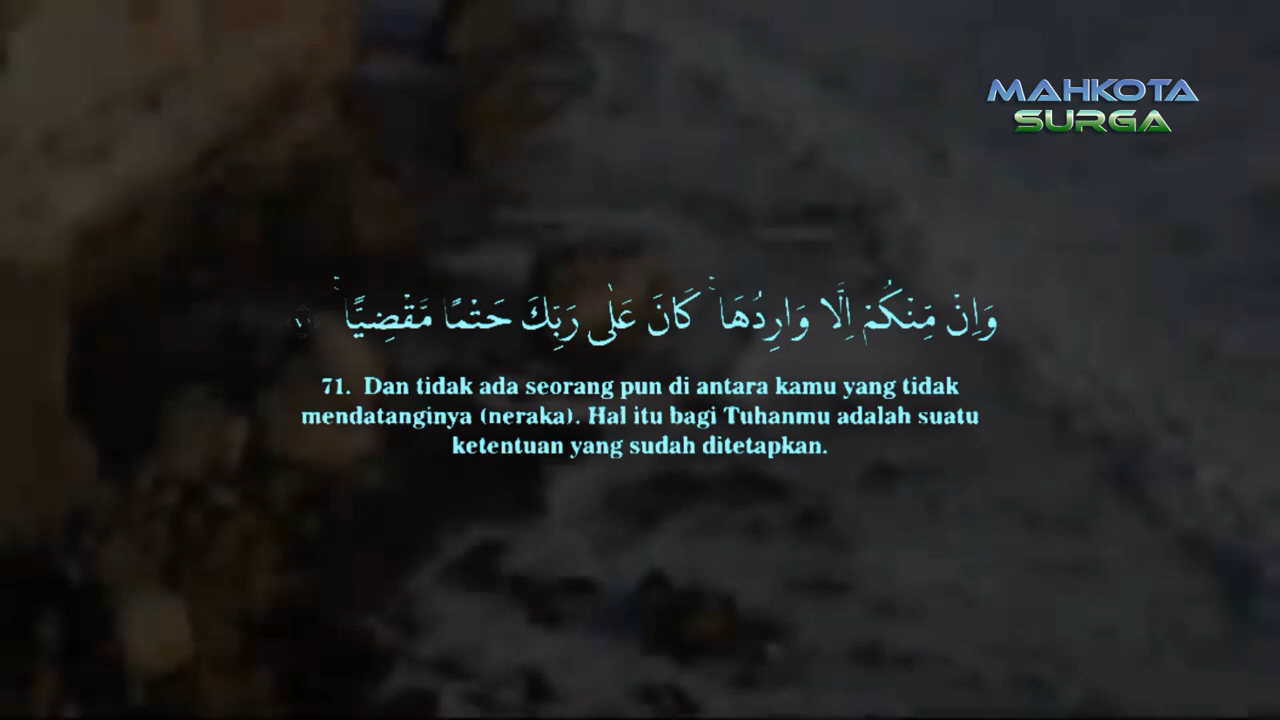 MAHKOTA
SURGA
وَاِنْ مِّنْكُمْ اِلَّا وَارِدُهَا ۚ كَانَ عَلٰى رَبِّكَ حَتْمًا مَّقْضِيًّا ۚ
71. Dan tidak ada seorang pun di antara kamu yang tidak
mendatanginya (neraka). Hal itu bagi Tuhanmu adalah suatu
ketentuan yang sudah ditetapkan.